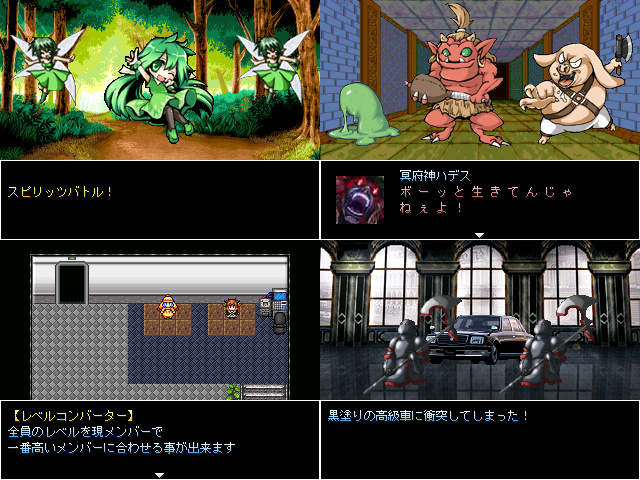 スピリッツバトル！
冥府神ハデス
ボーッと生きてんじゃ
ねぇよ！
【レベルコンバーター】
全員のレベルを現メンバーで
一番高いメンバーに合わせる事が出来ます
黒塗りの高級車に衝突してしまった！